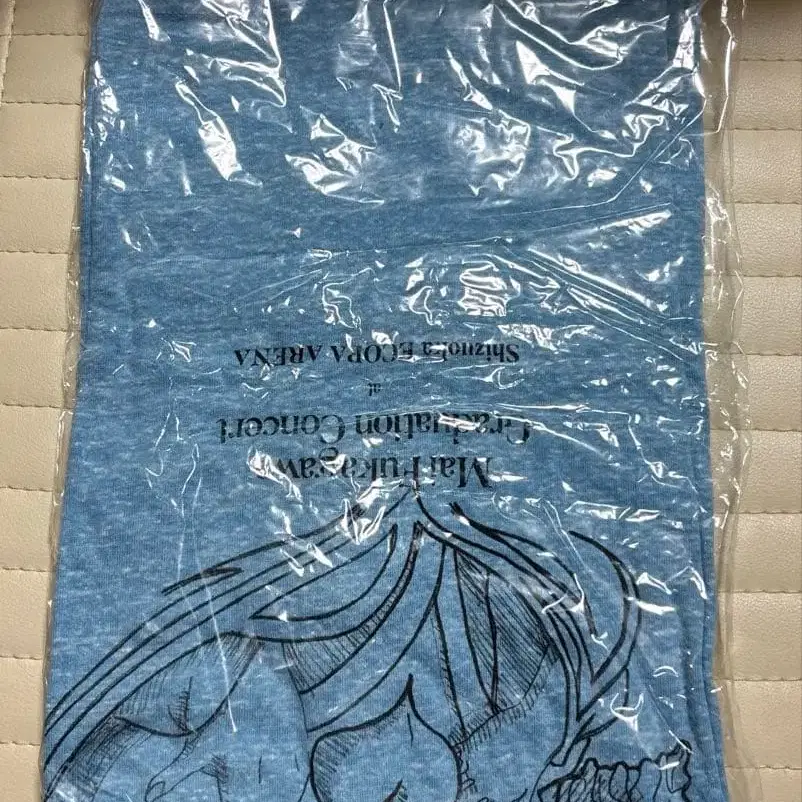 Mai Fukagawa
Graduation Concert
at
Shizuoka ECOPA ARENA